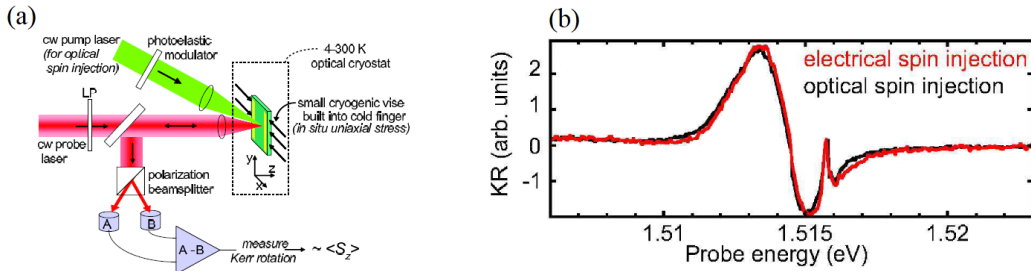 (a)
cw pump laser
(for optical
spin injection)
photoelastic
modulator
4-300 K
optical cryostat
LP
small cryogenic vise
built into cold finger
(in situ uniaxial stress)
cw probe
laser
y
z
x
polarization
beamsplitter
A
B
A -B
measure
Kerr rotation
~ <Sz>
(b)
electrical spin injection
optical spin injection
KR (arb. units)
2
1
0
-1
1.51
1.515
1.52
Probe energy (eV)